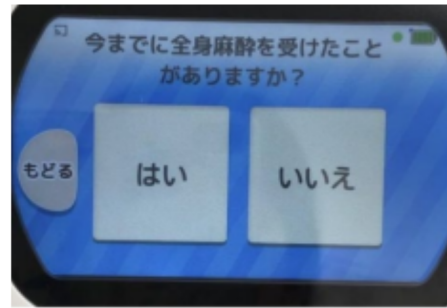 今までに全身麻酔を受けたこと
がありますか？
もどる
はい
いいえ